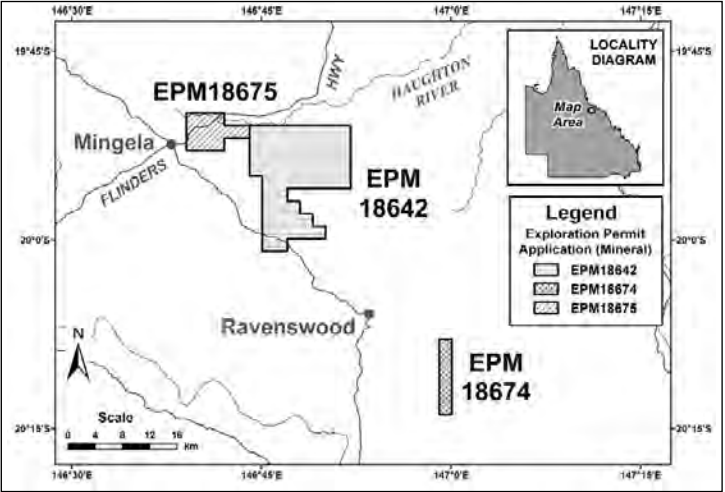 146°30'E
146°45'E
147°0'E
147°15'E
19°45'S
19°45'S
HWY
HAUGHTON
RIVER
LOCALITY
DIAGRAM
Map
Area
EPM18675
Mingela
FLINDERS
EPM
18642
Legend
Exploration Permit
Application (Mineral)
EPM18642
EPM18674
EPM18675
20°0'S
20°0'S
Ravenswood
N
EPM
18674
Scale
0 4 8 12 16
km
20°15'S
20°15'S
146°30'E
146°45'E
147°0'E
147°15'E